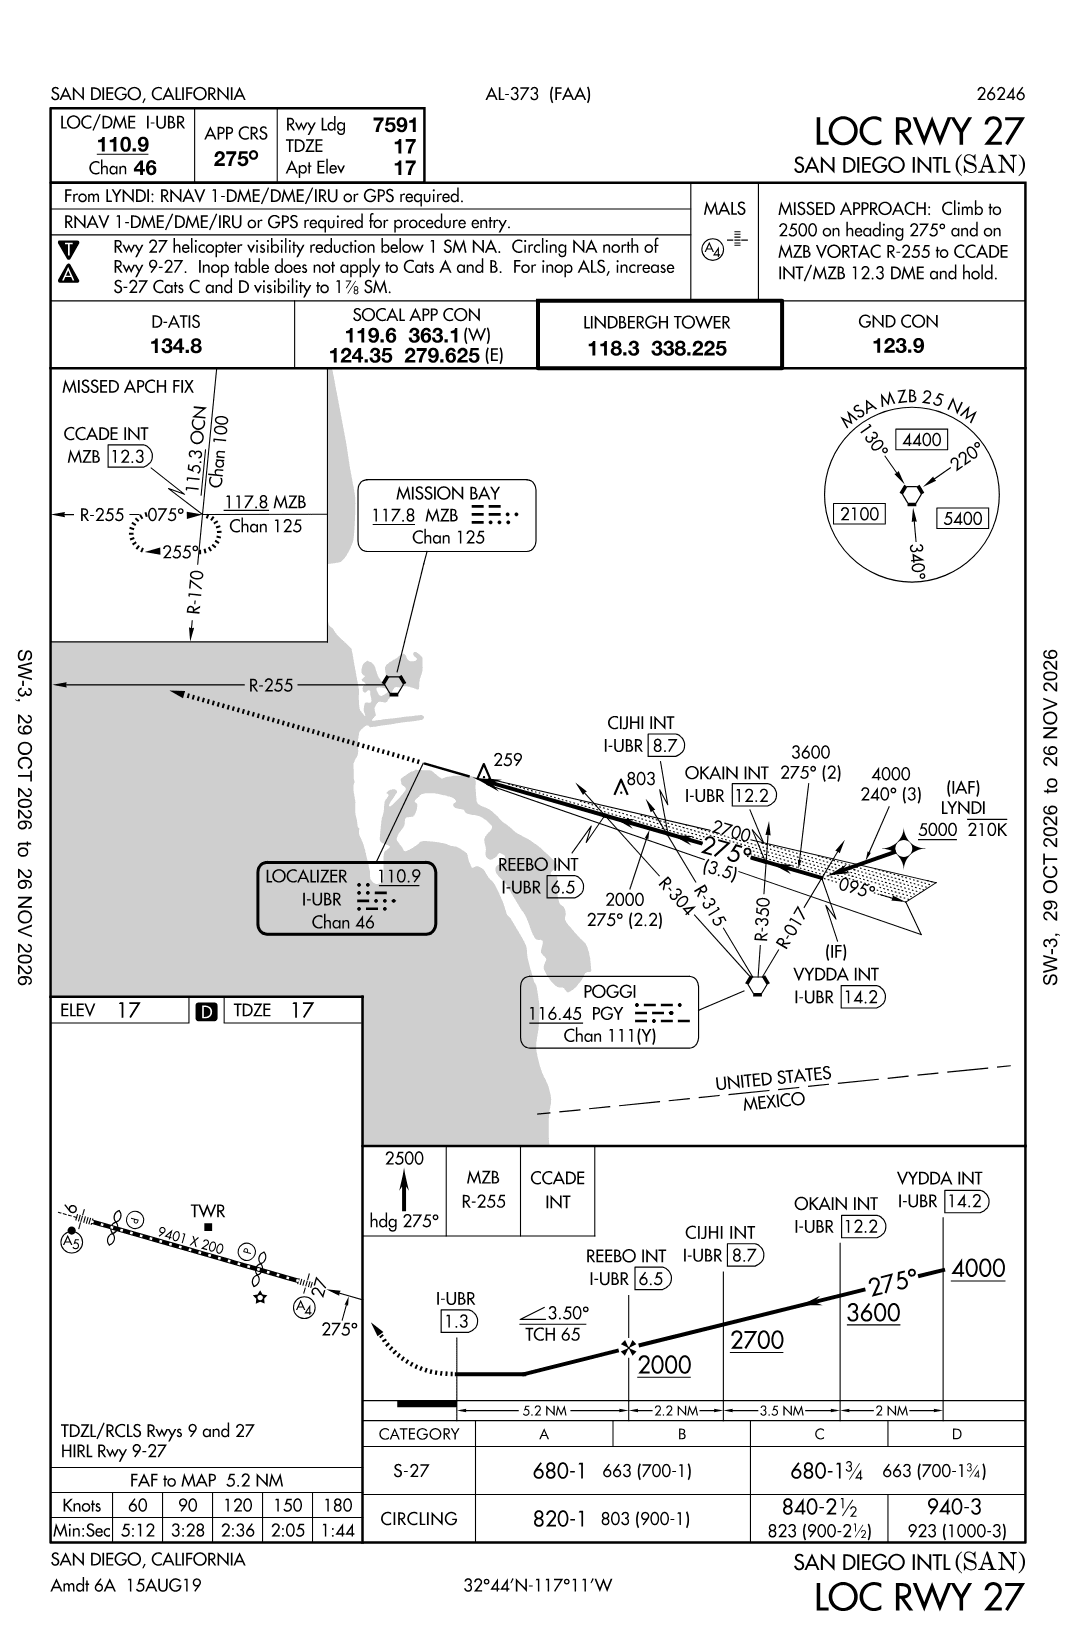 SAN DIEGO, CALIFORNIA
AL-373 (FAA)
26246
LOC/DME I-UBR
110.9
Chan 46
APP CRS
275°
Rwy Ldg 7591
TDZE 17
Apt Elev 17
LOC RWY 27
SAN DIEGO INTL (SAN)
From LYNDI: RNAV 1-DME/DME/IRU or GPS required.
RNAV 1-DME/DME/IRU or GPS required for procedure entry.
T
A
Rwy 27 helicopter visibility reduction below 1 SM NA. Circling NA north of
Rwy 9-27. Inop table does not apply to Cats A and B. For inop ALS, increase
S-27 Cats C and D visibility to 1⅞ SM.
MALS
A4
MISSED APPROACH: Climb to
2500 on heading 275° and on
MZB VORTAC R-255 to CCADE
INT/MZB 12.3 DME and hold.
D-ATIS
134.8
SOCAL APP CON
119.6 363.1 (W)
124.35 279.625 (E)
LINDBERGH TOWER
118.3 338.225
GND CON
123.9
MISSED APCH FIX
CCADE INT
MZB 12.3
115.3 OCN
Chan 100
117.8 MZB
Chan 125
R-255
075°
255°
R-170
MISSION BAY
117.8 MZB
Chan 125
MSA MZB 25 NM
130°
4400
220°
2100
5400
340°
R-255
259
CIJHI INT
I-UBR 8.7
803
OKAIN INT
I-UBR 12.2
3600
275° (2)
4000
240° (3)
(IAF)
LYNDI
5000 210K
2700
275°
(3.5)
095°
REEBO INT
I-UBR 6.5
2000
275° (2.2)
R-304
R-315
R-350
R-017
(IF)
VYDDA INT
I-UBR 14.2
LOCALIZER 110.9
I-UBR
Chan 46
POGGI
116.45 PGY
Chan 111(Y)
UNITED STATES
MEXICO
SW-3, 29 OCT 2026 to 26 NOV 2026
SW-3, 29 OCT 2026 to 26 NOV 2026
ELEV 17
D
TDZE 17
9
A5
P
TWR
9401 X 200
P
A4
27
275°
TDZL/RCLS Rwys 9 and 27
HIRL Rwy 9-27
FAF to MAP 5.2 NM
Knots 60 90 120 150 180
Min:Sec 5:12 3:28 2:36 2:05 1:44
2500
hdg 275°
MZB
R-255
CCADE
INT
VYDDA INT
I-UBR 14.2
OKAIN INT
I-UBR 12.2
CIJHI INT
I-UBR 8.7
REEBO INT
I-UBR 6.5
I-UBR
1.3
3.50°
TCH 65
275°
4000
3600
2700
2000
5.2 NM
2.2 NM
3.5 NM
2 NM
CATEGORY A B C D
S-27 680-1 663 (700-1) 680-1¾ 663 (700-1¾)
CIRCLING 820-1 803 (900-1) 840-2½ 940-3
823 (900-2½) 923 (1000-3)
SAN DIEGO, CALIFORNIA
Amdt 6A 15AUG19
32°44'N-117°11'W
SAN DIEGO INTL (SAN)
LOC RWY 27